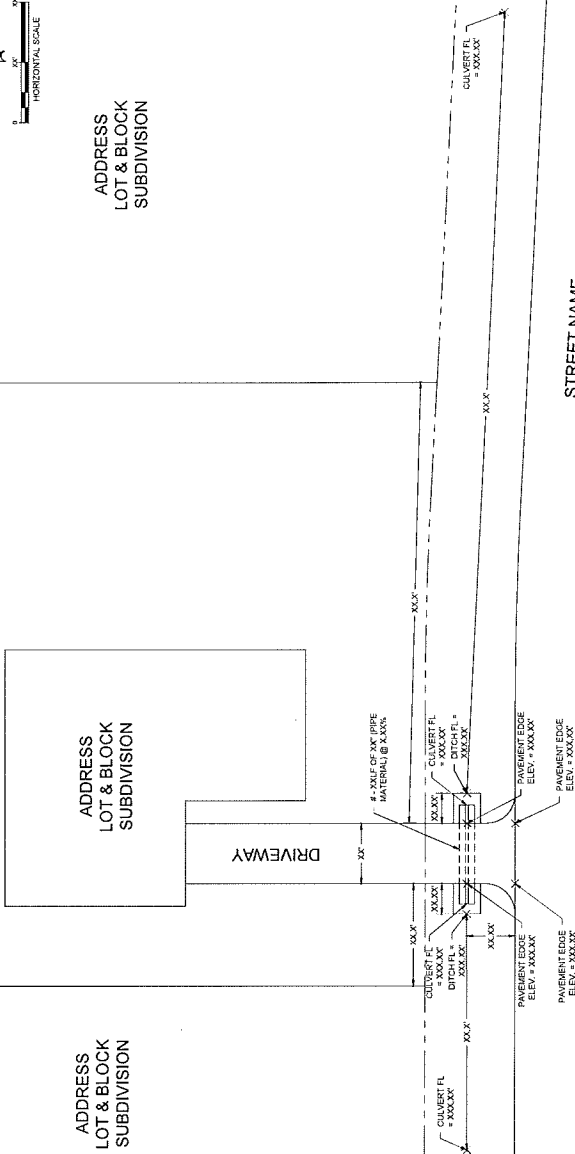 0 XX' XX'
HORIZONTAL SCALE
ADDRESS
LOT & BLOCK
SUBDIVISION
CULVERT FL
= XXX.XX'
STREET NAME
XX.X'
XX.X'
ADDRESS
LOT & BLOCK
SUBDIVISION
# - XXLF OF XX" (PIPE
MATERIAL) @ X.XX%
CULVERT FL
= XXX.XX'
DITCH FL =
XXX.XX'
XX.XX'
PAVEMENT EDGE
ELEV. = XXX.XX'
PAVEMENT EDGE
ELEV. = XXX.XX'
DRIVEWAY
XX'
XX.XX'
XX.X'
CULVERT FL
= XXX.XX'
DITCH FL =
XXX.XX'
XX.XX'
PAVEMENT EDGE
ELEV. = XXX.XX'
PAVEMENT EDGE
ELEV. = XXX.XX'
XX.X'
CULVERT FL
= XXX.XX'
ADDRESS
LOT & BLOCK
SUBDIVISION